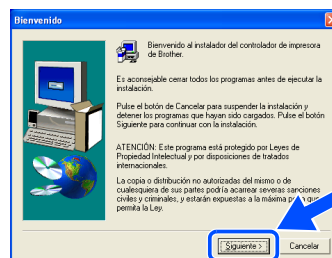 Bienvenido
Bienvenido al instalador del controlador de impresora
de Brother.
Es aconsejable cerrar todos los programas antes de ejecutar la
instalación.
Pulse el botón de Cancelar para suspender la instalación y
detener los programas que hayan sido cargados. Pulse el botón
Siguiente para continuar con la instalación.
ATENCIÓN: Este programa está protegido por Leyes de
Propiedad Intelectual y por disposiciones de tratados
internacionales.
La copia o distribución no autorizadas del mismo o de
cualesquiera de sus partes podría acarrear severas sanciones
civiles y criminales, y estarán expuestas a la máxima que
permita la Ley.
Siguiente >
Cancelar